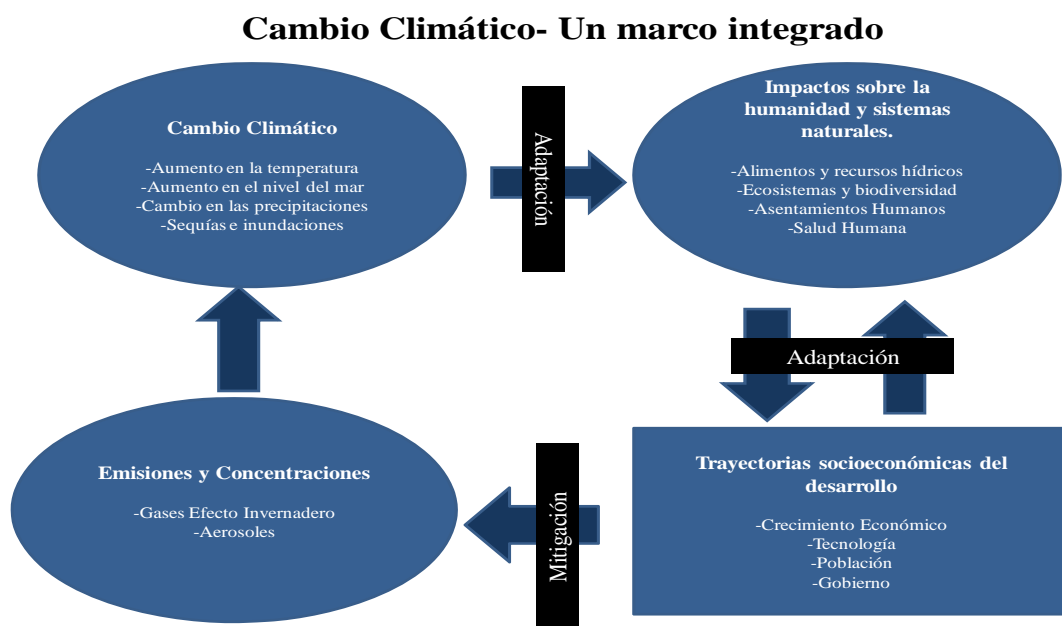 Cambio Climático- Un marco integrado
Cambio Climático
-Aumento en la temperatura
-Aumento en el nivel del mar
-Cambio en las precipitaciones
-Sequías e inundaciones
Adaptación
Impactos sobre la
humanidad y sistemas
naturales.
-Alimentos y recursos hídricos
-Ecosistemas y biodiversidad
-Asentamientos Humanos
-Salud Humana
Adaptación
Emisiones y Concentraciones
-Gases Efecto Invernadero
-Aerosoles
Mitigación
Trayectorias socioeconómicas del
desarrollo
-Crecimiento Económico
-Tecnología
-Población
-Gobierno